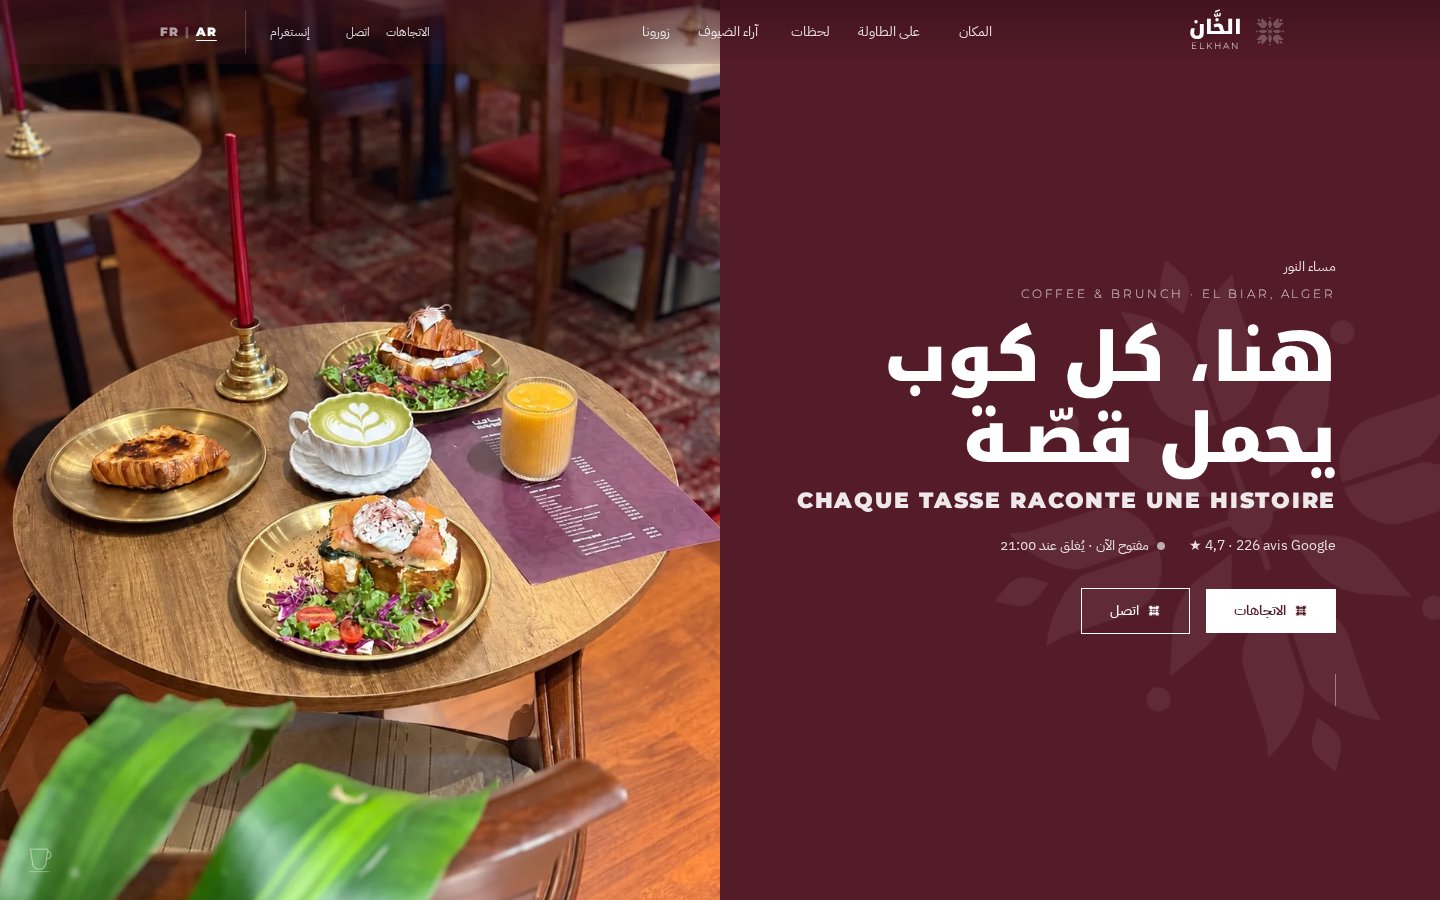 الخَّان
ELKHAN
المكان
على الطاولة
لحظات
آراء الضيوف
زورونا
الاتجاهات
اتصل
إنستغرام
FR | AR
مساء النور
COFFEE & BRUNCH · EL BIAR, ALGER
هنا، كل كوب
يحمل قصّة
CHAQUE TASSE RACONTE UNE HISTOIRE
★ 4,7 · 226 avis Google
مفتوح الآن · يُغلق عند 21:00
الاتجاهات
اتصل